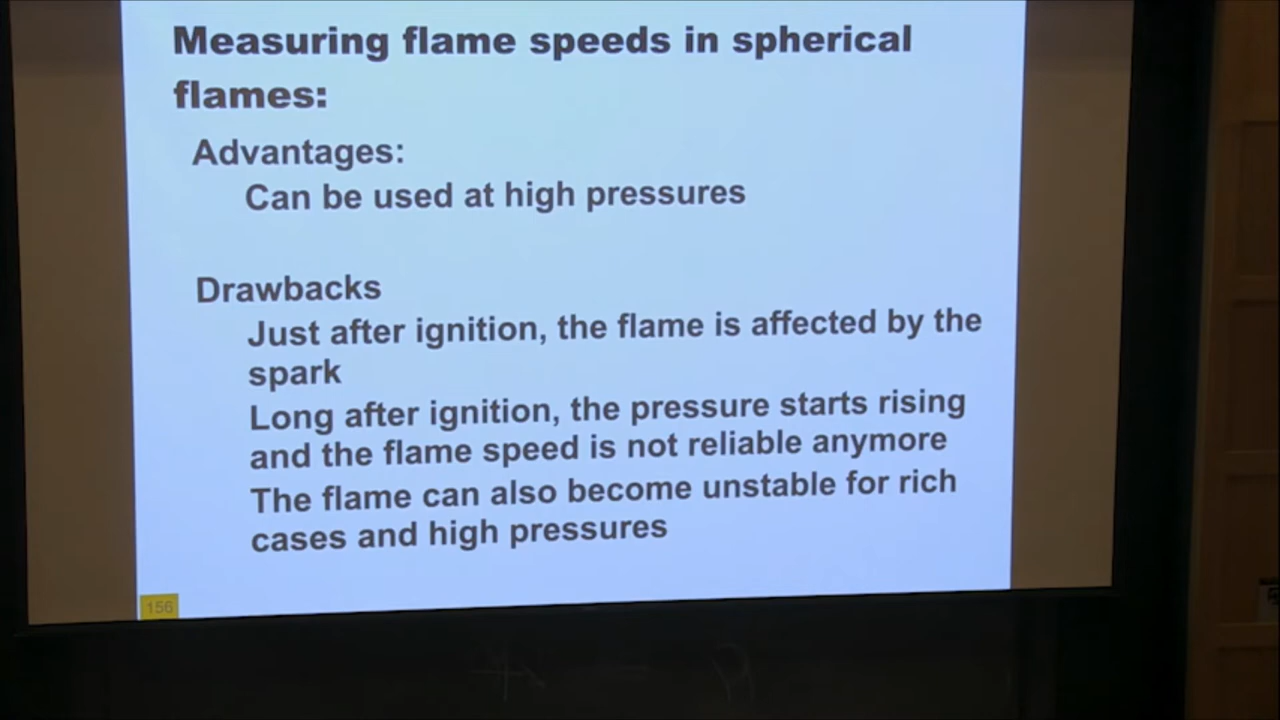 Measuring flame speeds in spherical
flames:
Advantages:
Can be used at high pressures
Drawbacks
Just after ignition, the flame is affected by the
spark
Long after ignition, the pressure starts rising
and the flame speed is not reliable anymore
The flame can also become unstable for rich
cases and high pressures
156